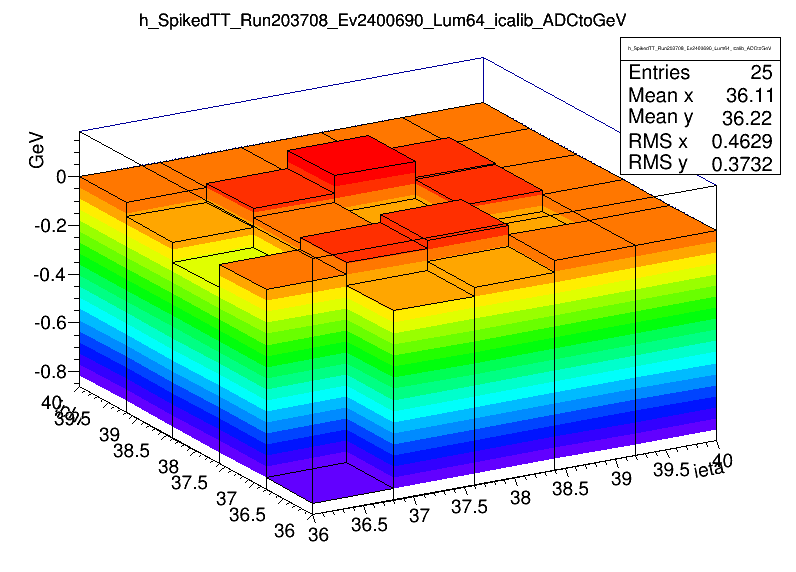 h_SpikedTT_Run203708_Ev2400690_Lum64_icalib_ADCtoGeV
h_SpikedTT_Run203708_Ev2400690_Lum64_icalib_ADCtoGeV
Entries 25
Mean x 36.11
Mean y 36.22
RMS x 0.4629
RMS y 0.3732
GeV
0
-0.2
-0.4
-0.6
-0.8
40
39.5
39
38.5
38
37.5
37
36.5
36
36
36.5
37
37.5
38
38.5
39
39.5
40
ieta